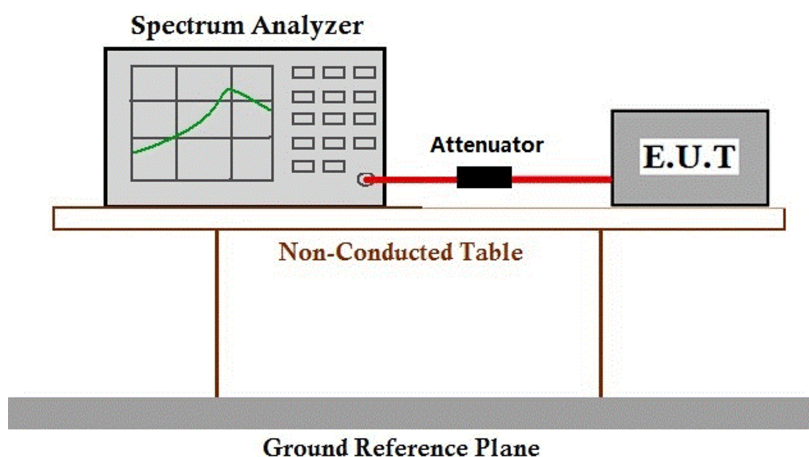 Spectrum Analyzer
Attenuator
E.U.T
Non-Conducted Table
Ground Reference Plane